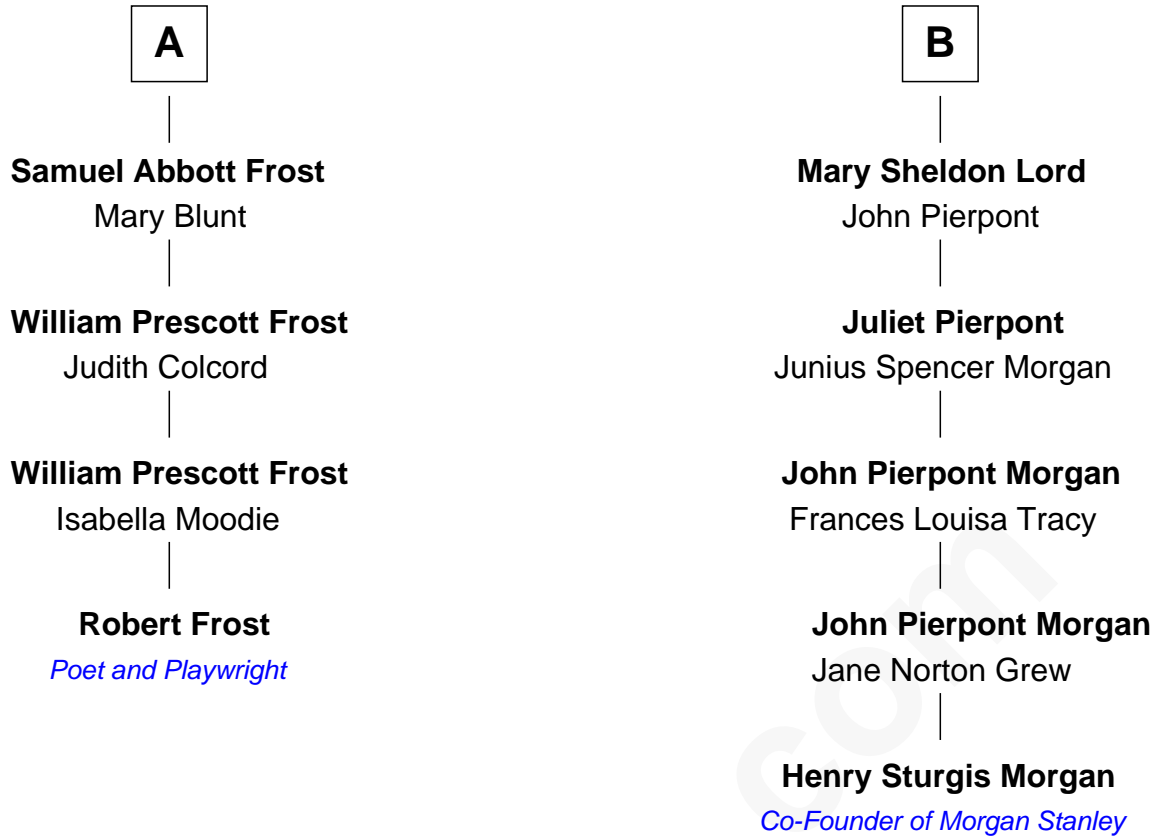 A
Samuel Abbott Frost
Mary Blunt
William Prescott Frost
Judith Colcord
William Prescott Frost
Isabella Moodie
Robert Frost
Poet and Playwright
B
Mary Sheldon Lord
John Pierpont
Juliet Pierpont
Junius Spencer Morgan
John Pierpont Morgan
Frances Louisa Tracy
John Pierpont Morgan
Jane Norton Grew
Henry Sturgis Morgan
Co-Founder of Morgan Stanley
com